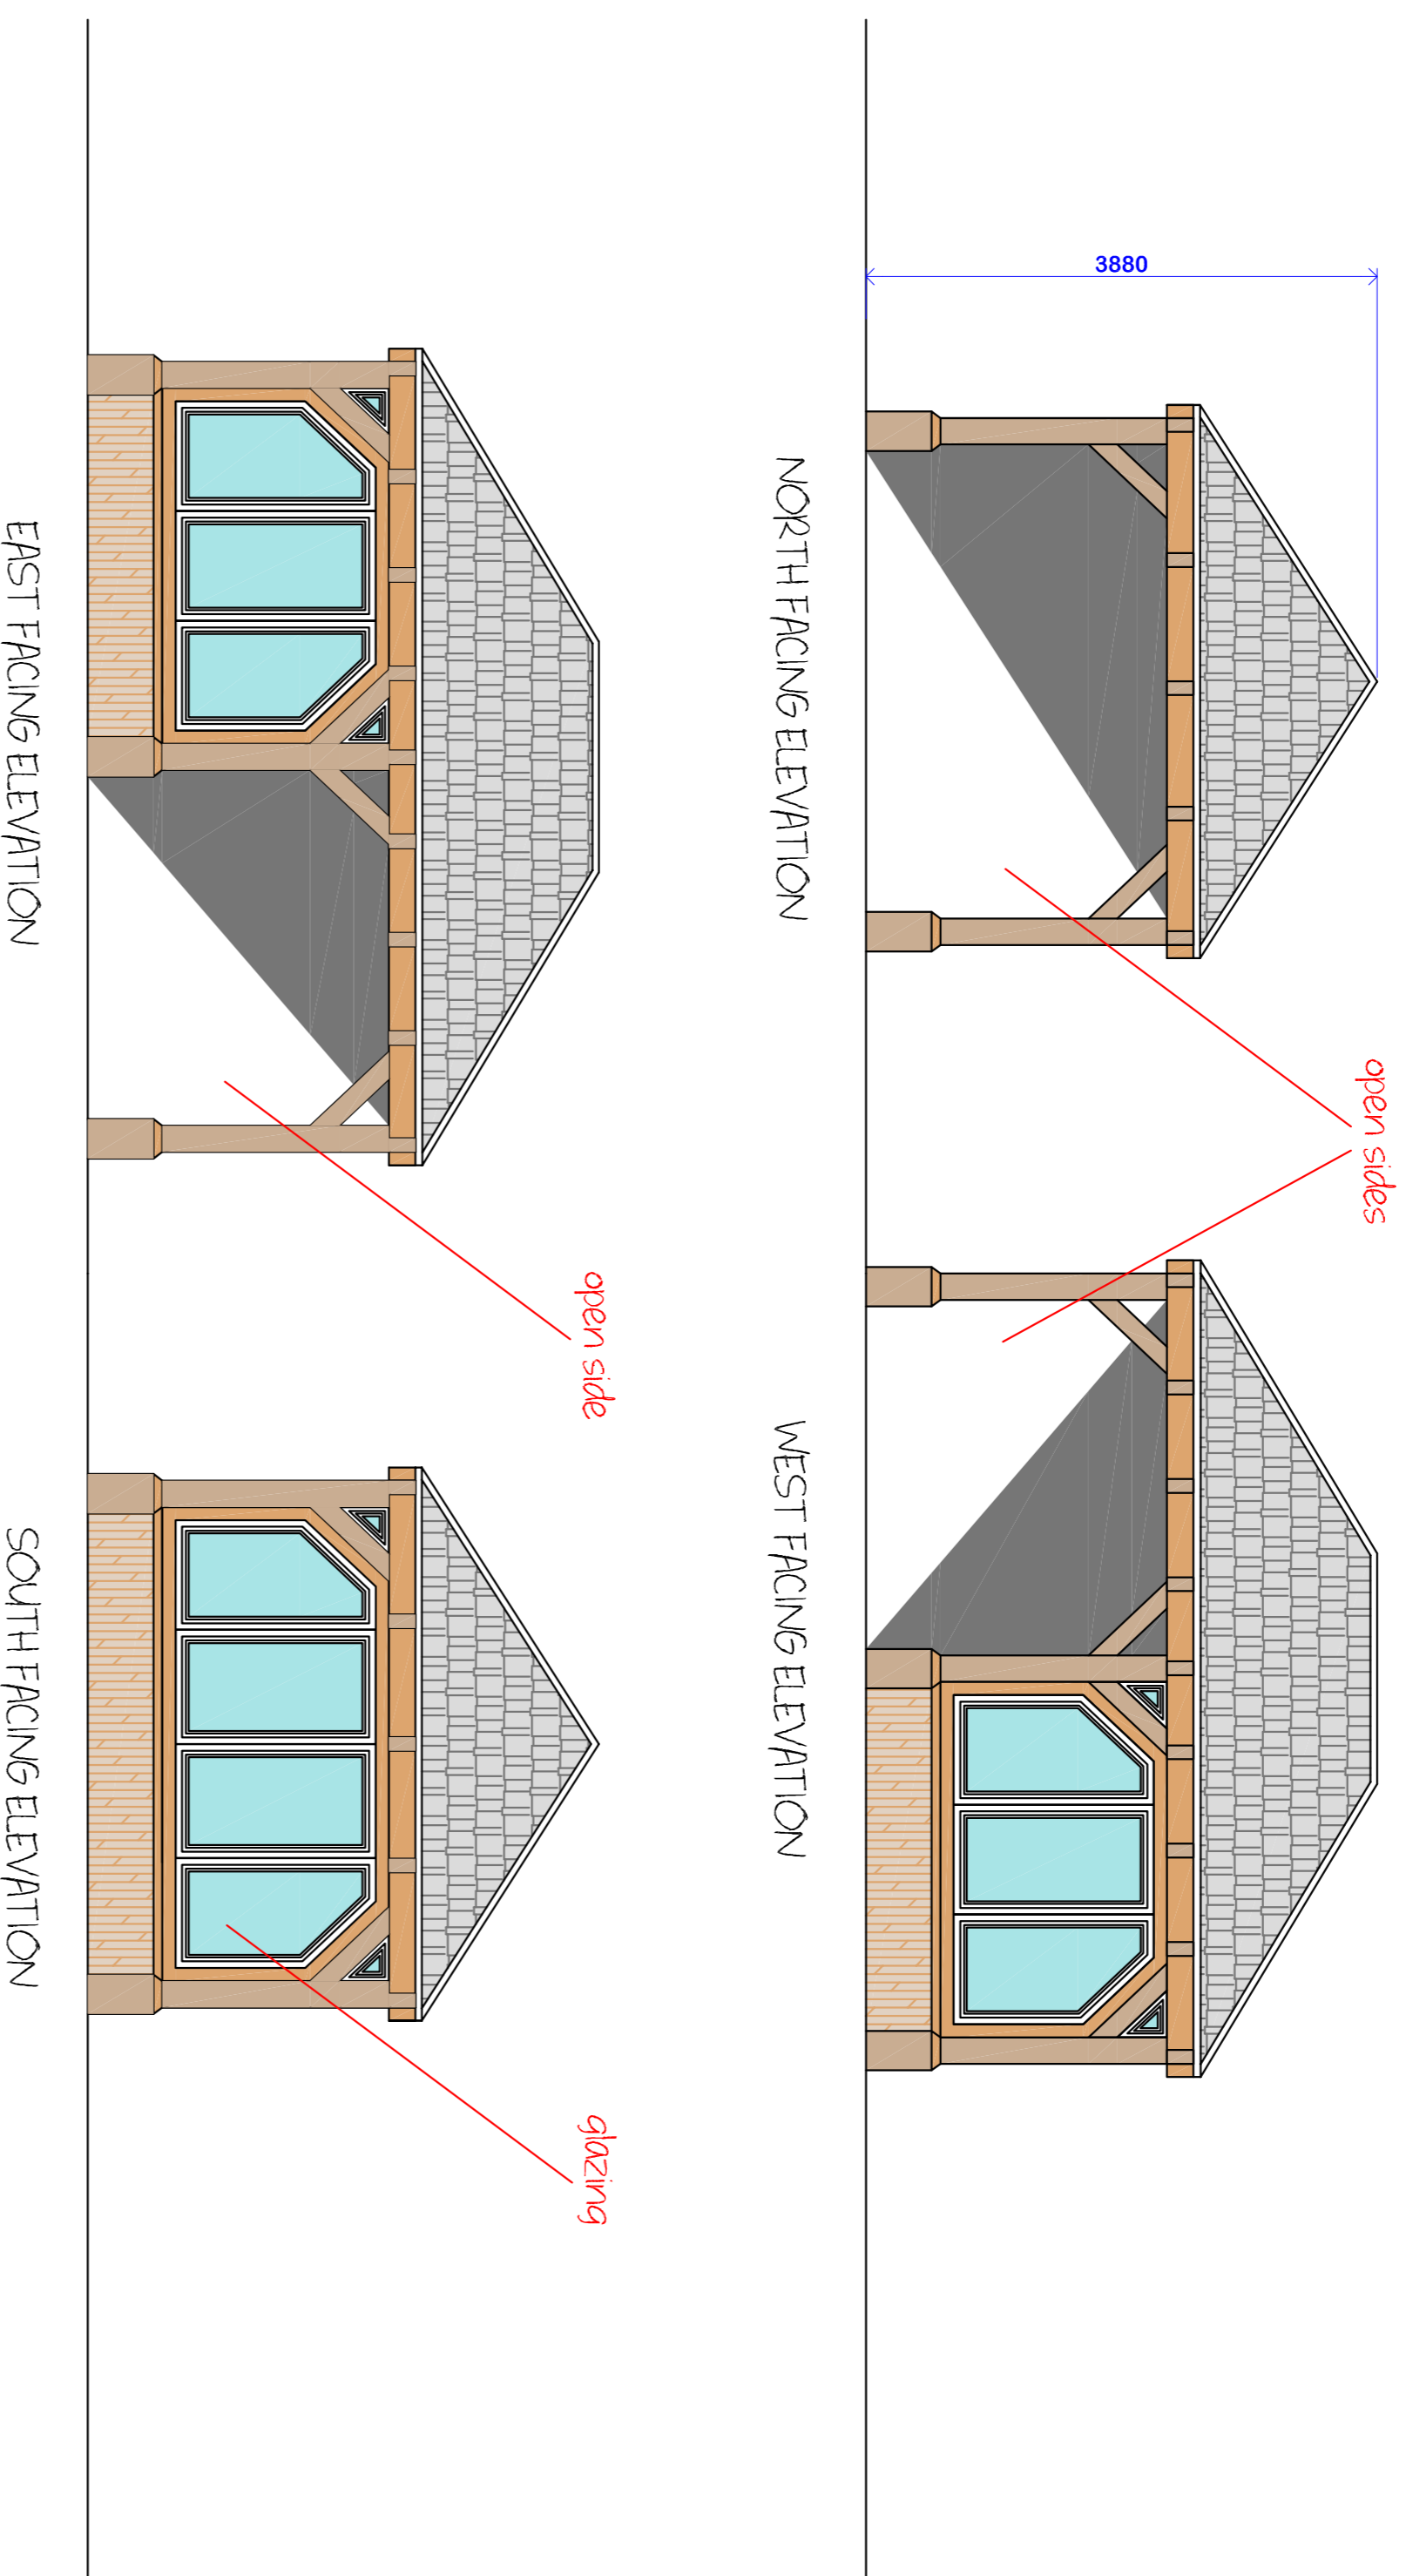 3880
open sides
NORTH FACING ELEVATION
WEST FACING ELEVATION
open side
glazing
EAST FACING ELEVATION
SOUTH FACING ELEVATION